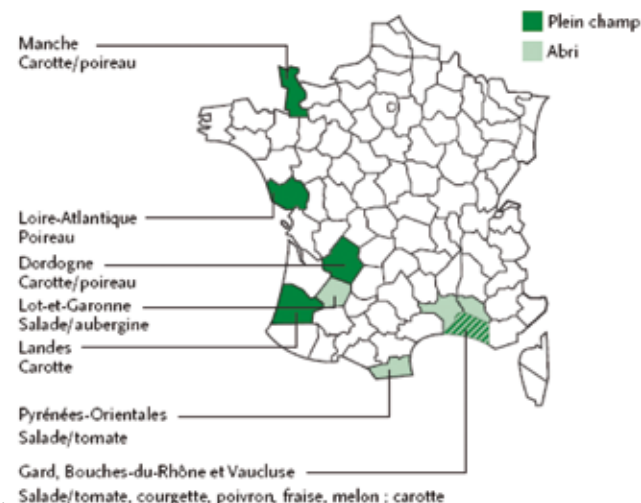 Plein champ
Abri
Manche
Carotte/poireau
Loire-Atlantique
Poireau
Dordogne
Carotte/poireau
Lot-et-Garonne
Salade/aubergine
Landes
Carotte
Pyrénées-Orientales
Salade/tomate
Gard, Bouches-du-Rhône et Vaucluse
Salade/tomate, courgette, poivron, fraise, melon ; carotte